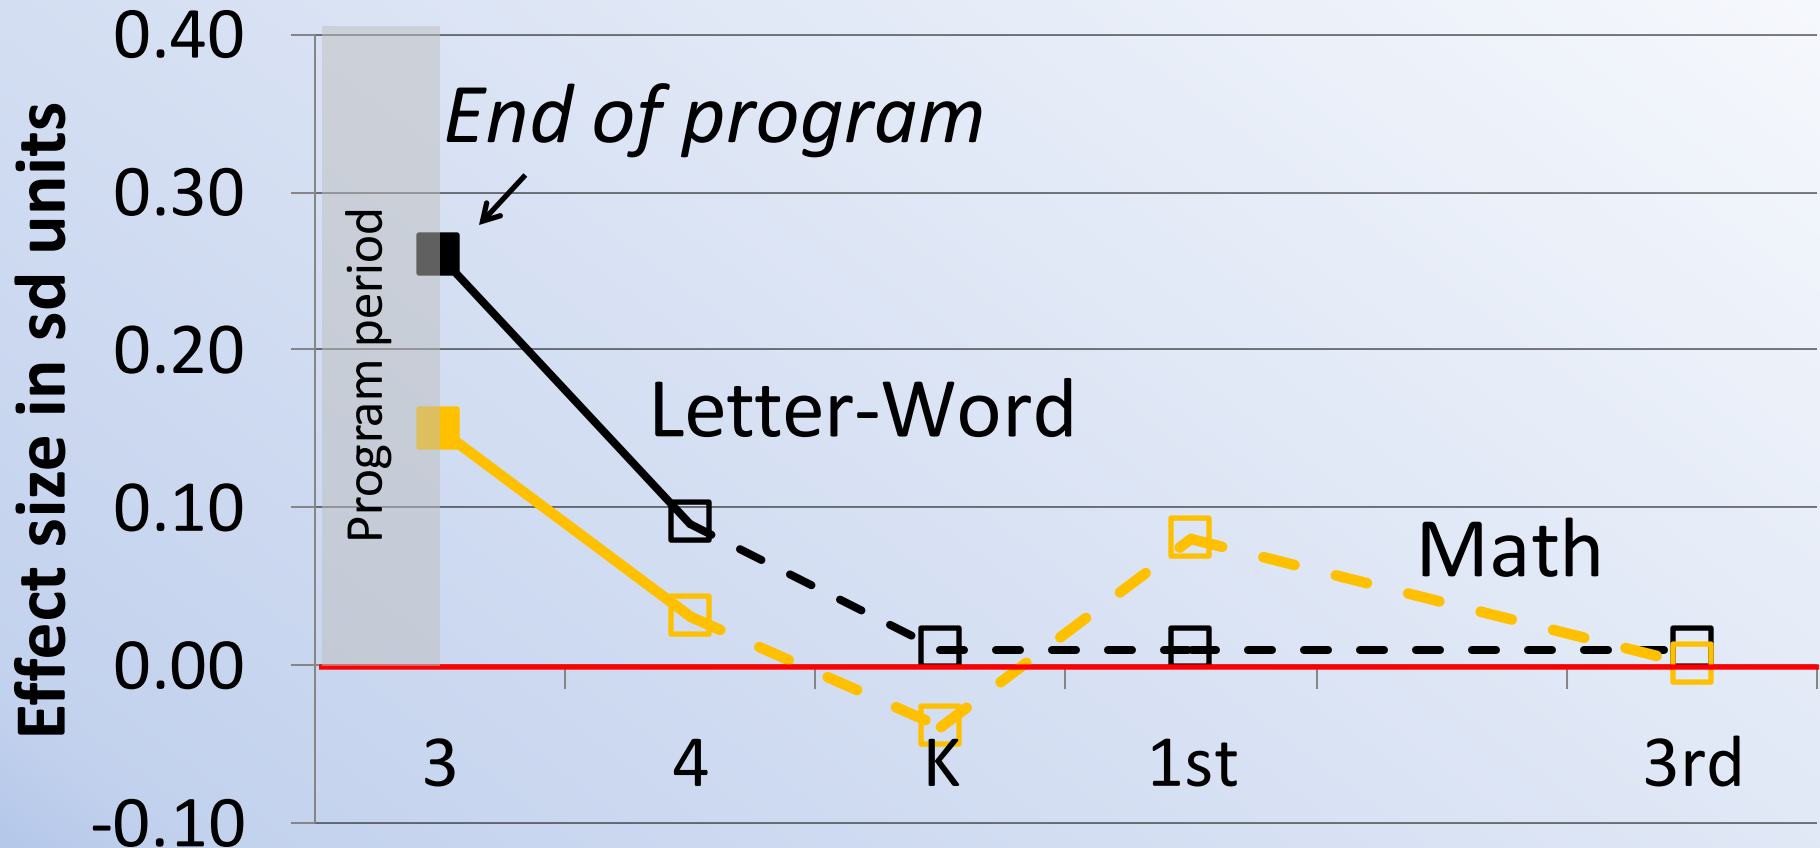 Effect size in sd units
0.40
0.30
0.20
0.10
0.00
-0.10
Program period
End of program
Letter-Word
Math
3
4
K
1st
3rd